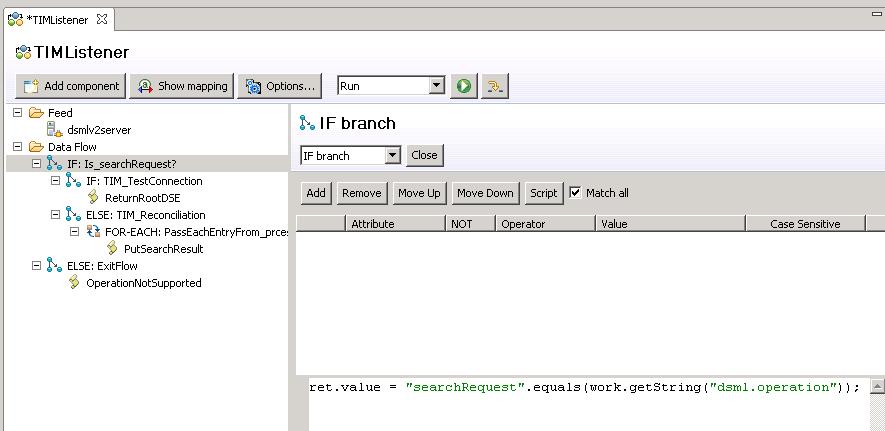 *TIMListener
TIMListener
Add component Show mapping Options... Run
Feed
dsmlv2server
Data Flow
IF: Is_searchRequest?
IF: TIM_TestConnection
ReturnRootDSE
ELSE: TIM_Reconciliation
FOR-EACH: PassEachEntryFrom_prces
PutSearchResult
ELSE: ExitFlow
OperationNotSupported
IF branch
IF branch Close
Add Remove Move Up Move Down Script Match all
Attribute NOT Operator Value Case Sensitive
ret.value = "searchRequest".equals(work.getString("dsml.operation"));